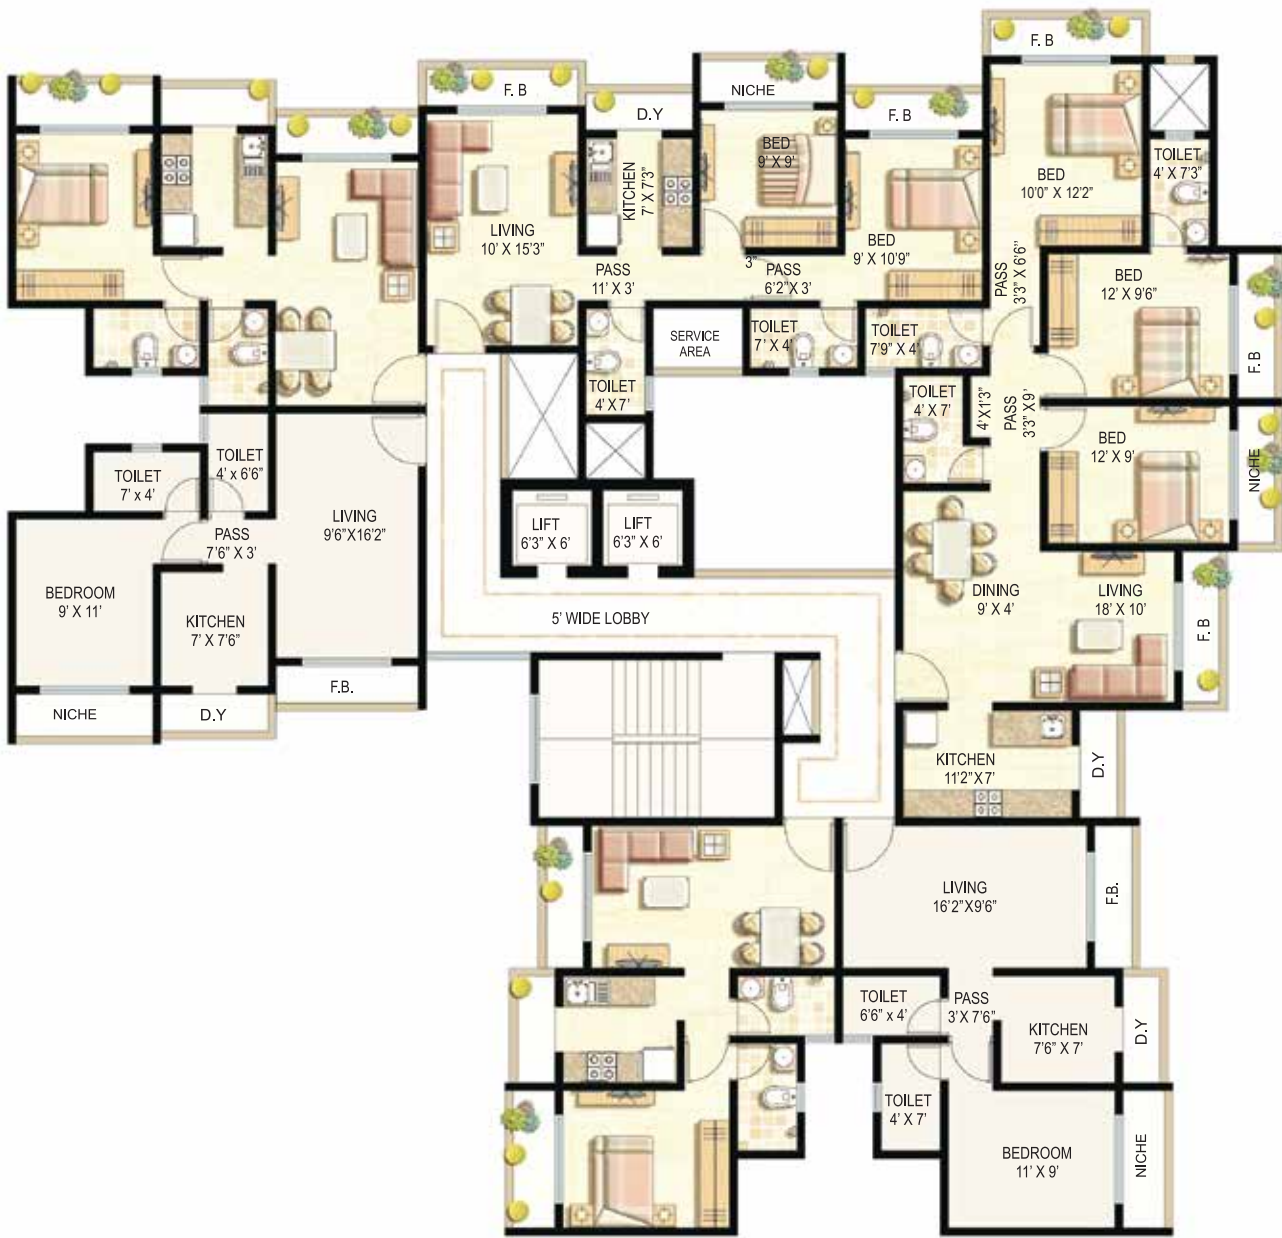 F. B
F. B
NICHE
D.Y
F. B
BED
9' X 9'
KITCHEN
7' X 7'3"
TOILET
4' X 7'3"
BED
10'0" X 12'2"
LIVING
10' X 15'3"
BED
9' X 10'9"
PASS
11' X 3'
3"
PASS
6'2" X 3'
PASS
3'3" X 6'6"
BED
12' X 9'6"
F. B
SERVICE
AREA
TOILET
7' X 4'
TOILET
7'9" X 4'
TOILET
4' X 7'
TOILET
4' X 7'
4' X 1'3"
PASS
3'3" X 9'
BED
12' X 9'
NICHE
TOILET
4' x 6'6"
TOILET
7' x 4'
LIVING
9'6" X 16'2"
PASS
7'6" X 3'
LIFT
6'3" X 6'
LIFT
6'3" X 6'
BEDROOM
9' X 11'
KITCHEN
7' X 7'6"
5' WIDE LOBBY
DINING
9' X 4'
LIVING
18' X 10'
F. B
F.B.
NICHE
D.Y
KITCHEN
11'2" X 7'
D.Y
LIVING
16'2" X 9'6"
F.B.
TOILET
6'6" x 4'
PASS
3' X 7'6"
KITCHEN
7'6" X 7'
D.Y
TOILET
4' X 7'
BEDROOM
11' X 9'
NICHE